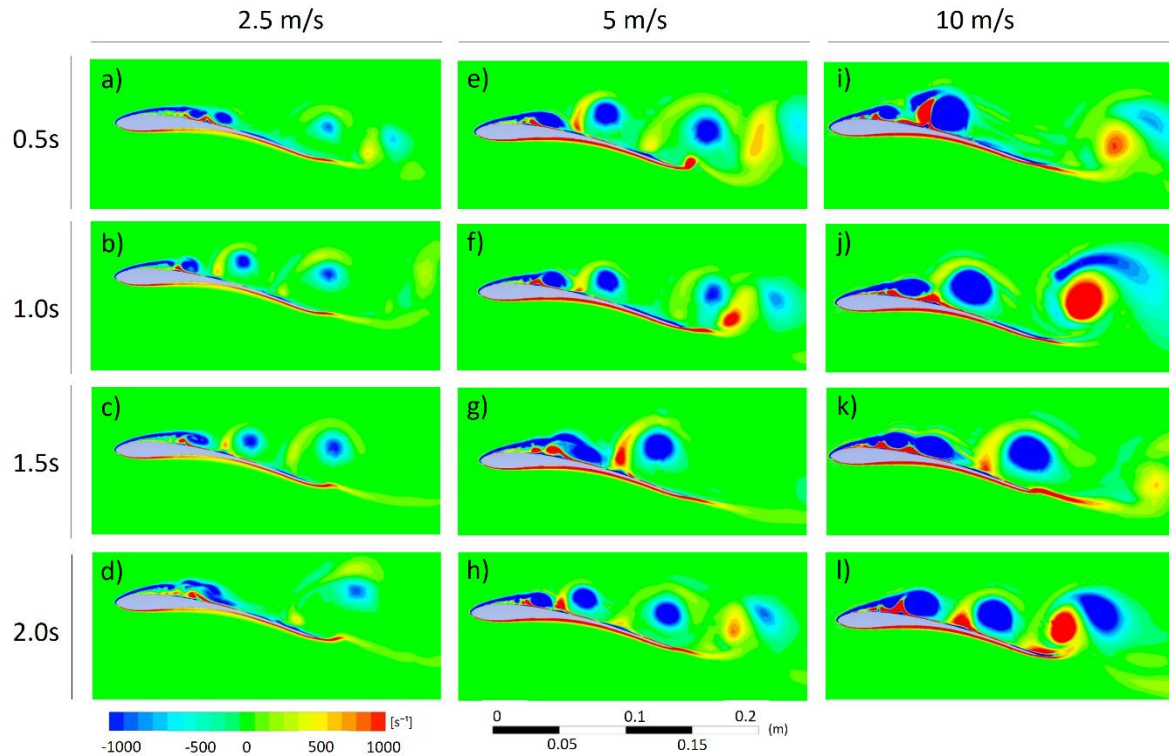 2.5 m/s 5 m/s 10 m/s
0.5s a) e) i)
1.0s b) f) j)
1.5s c) g) k)
2.0s d) h) l)
[s⁻¹]
-1000 -500 0 500 1000
0 0.1 0.2
(m)
0.05 0.15